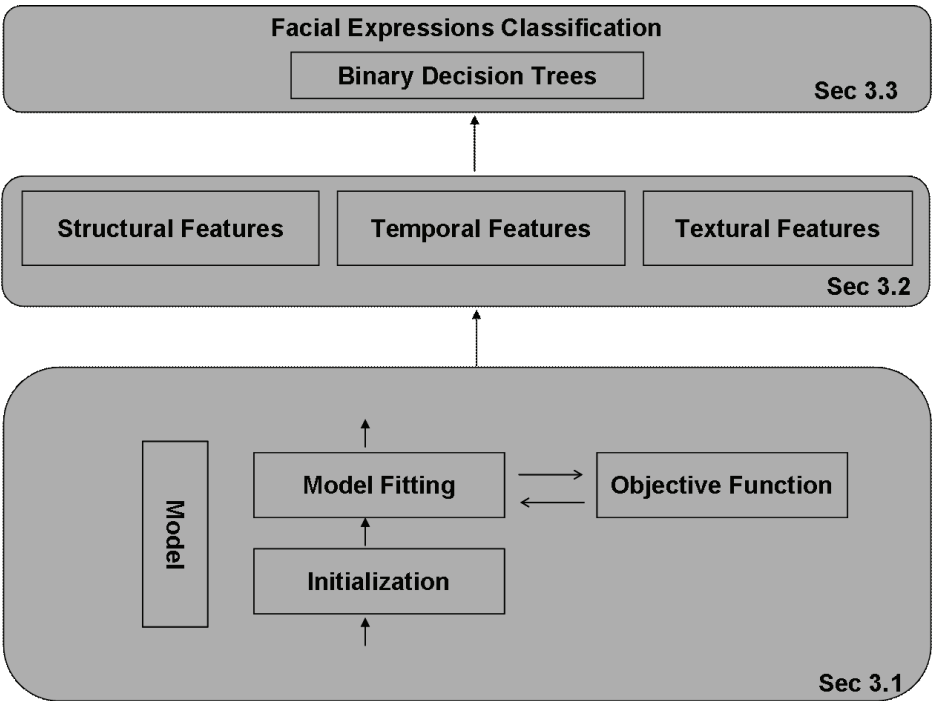 Facial Expressions Classification
Binary Decision Trees
Sec 3.3
Structural Features
Temporal Features
Textural Features
Sec 3.2
Model
Model Fitting
Objective Function
Initialization
Sec 3.1